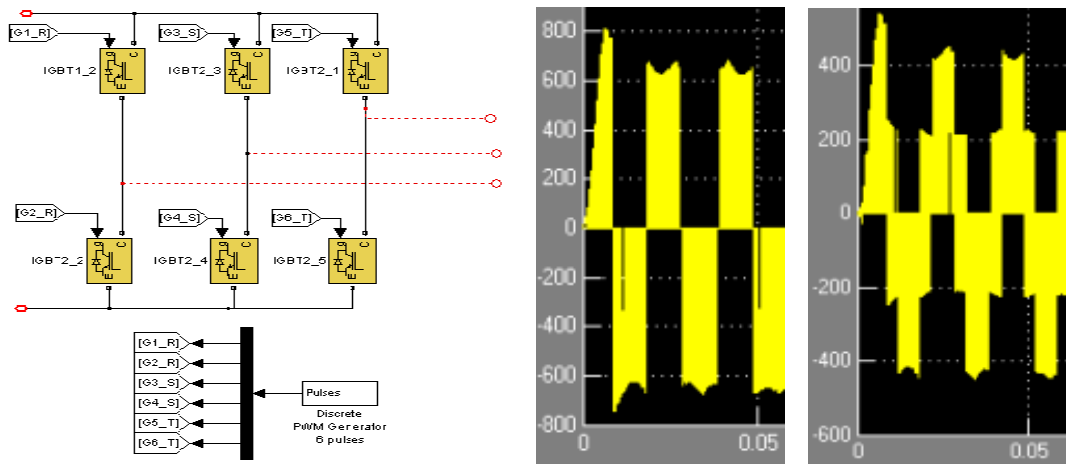 [G1_R]
[G3_S]
[G5_T]
g C
E
g C
E
g C
E
IGBT1_2
IGBT2_3
IGBT2_1
[G2_R]
[G4_S]
[G6_T]
g C
E
g C
E
g C
E
IGBT2_2
IGBT2_4
IGBT2_5
[G1_R]
[G2_R]
[G3_S]
[G4_S]
[G5_T]
[G6_T]
Pulses
Discrete
PWM Generator
6 pulses
800
600
400
200
0
-200
-400
-600
-800
0
0.05
400
200
0
-200
-400
-600
0
0.05